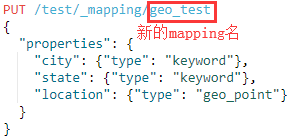 PUT /test/_mapping/geo_test
新的mapping名
{
  "properties": {
    "city": {"type": "keyword"},
    "state": {"type": "keyword"},
    "location": {"type": "geo_point"}
  }
}